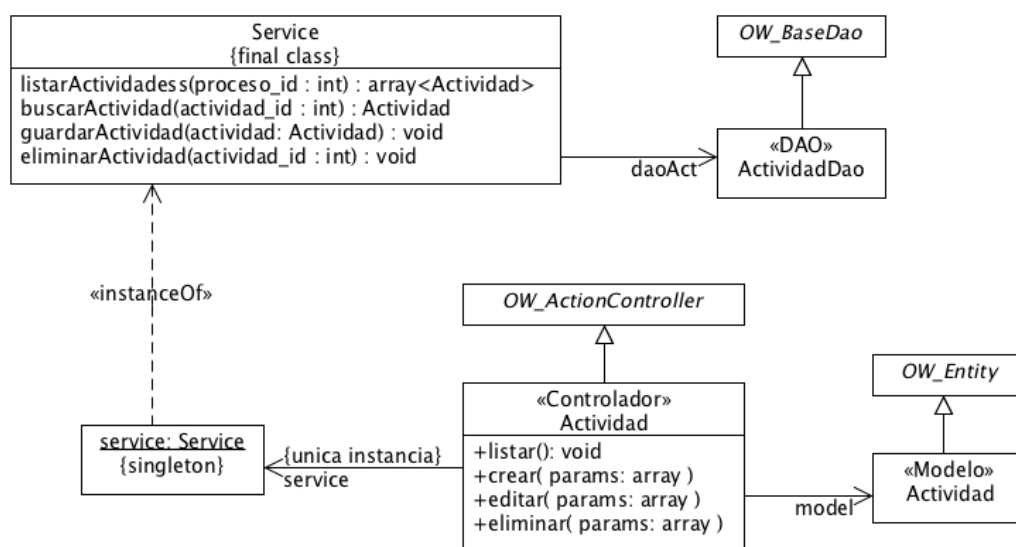 Service
{final class}
listarActividadess(proceso_id : int) : array<Actividad>
buscarActividad(actividad_id : int) : Actividad
guardarActividad(actividad: Actividad) : void
eliminarActividad(actividad_id : int) : void
OW_BaseDao
daoAct
«DAO»
ActividadDao
«instanceOf»
OW_ActionController
OW_Entity
service: Service
{singleton}
{unica instancia}
service
«Controlador»
Actividad
+listar(): void
+crear( params: array )
+editar( params: array )
+eliminar( params: array )
model
«Modelo»
Actividad